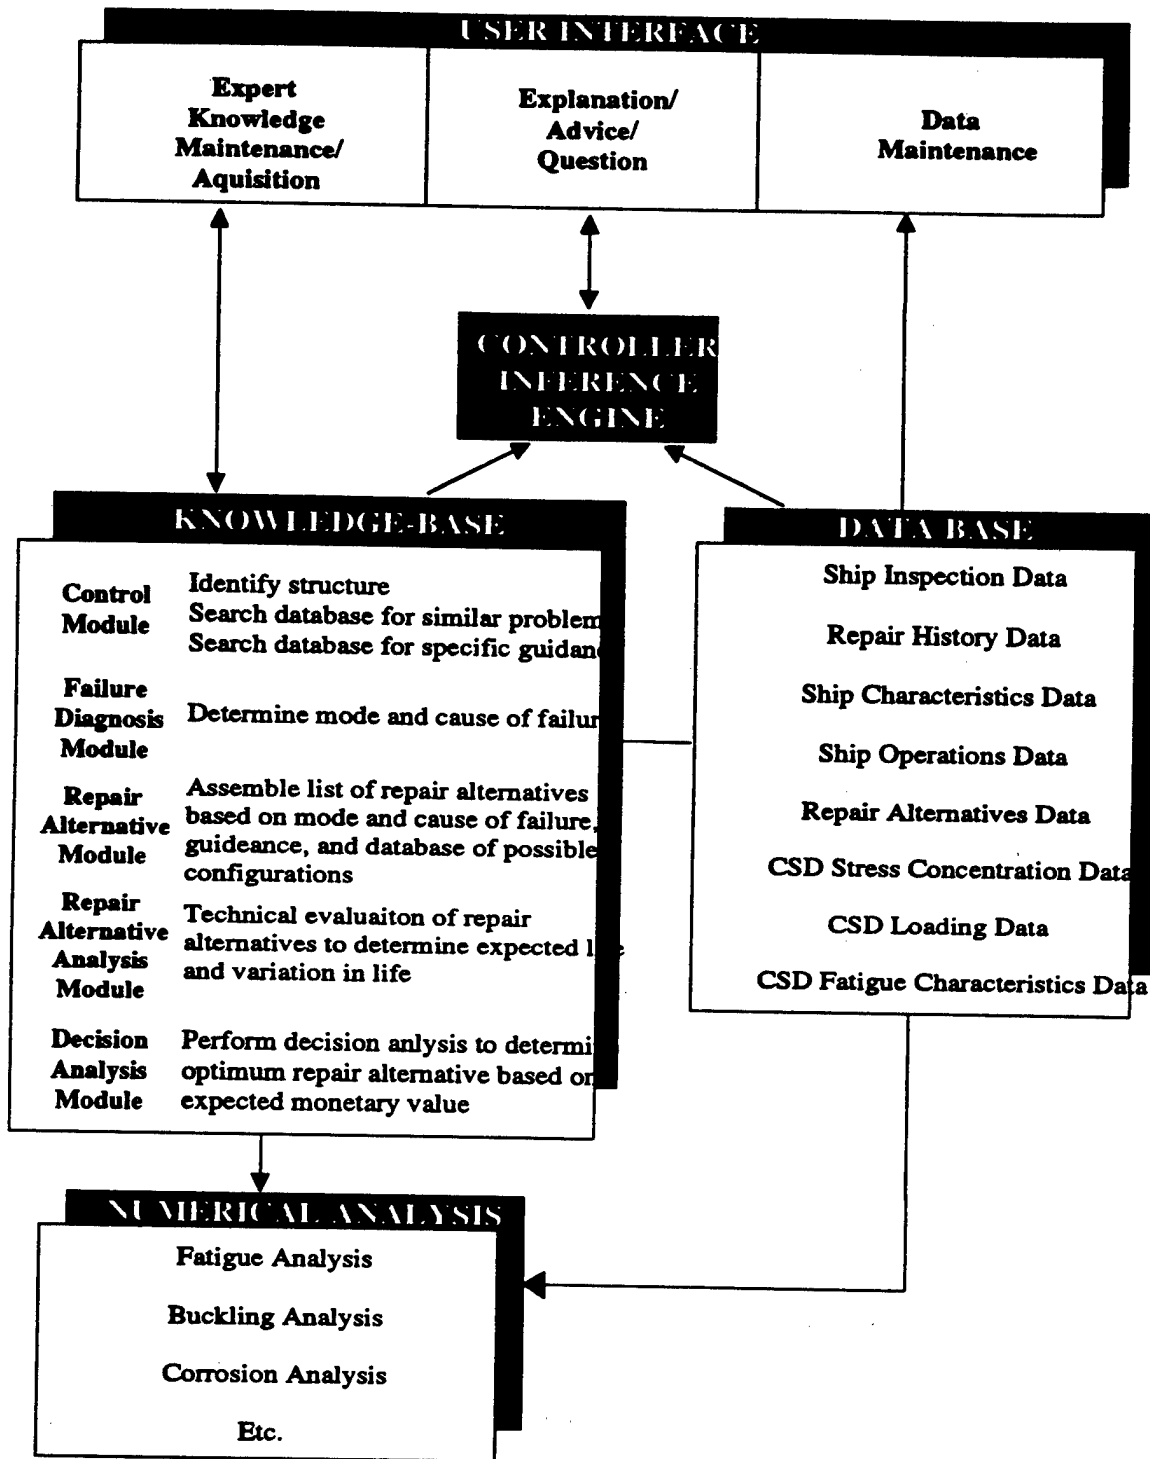 USER INTERFACE
Expert
Knowledge
Maintenance/
Aquisition
Explanation/
Advice/
Question
Data
Maintenance
CONTROLLER
INFERENCE
ENGINE
KNOWLEDGE-BASE
Control
Module
Identify structure
Search database for similar problem
Search database for specific guidan
Failure
Diagnosis
Module
Determine mode and cause of failur
Repair
Alternative
Module
Assemble list of repair alternatives
based on mode and cause of failure,
guideance, and database of possible
configurations
Repair
Alternative
Analysis
Module
Technical evaluaiton of repair
alternatives to determine expected li e
and variation in life
Decision
Analysis
Module
Perform decision anlysis to determi
optimum repair alternative based on
expected monetary value
DATA BASE
Ship Inspection Data
Repair History Data
Ship Characteristics Data
Ship Operations Data
Repair Alternatives Data
CSD Stress Concentration Data
CSD Loading Data
CSD Fatigue Characteristics Data
NUMERICAL ANALYSIS
Fatigue Analysis
Buckling Analysis
Corrosion Analysis
Etc.